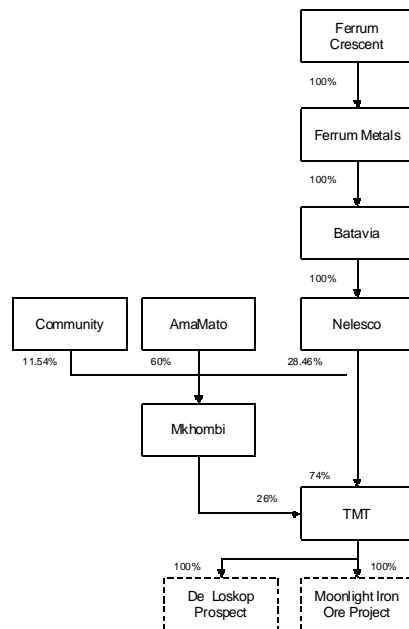 Ferrum
Crescent
100%
Ferrum Metals
100%
Batavia
100%
Community
AmaMato
Nelesco
11.54%
60%
28.46%
Mkhombi
74%
26%
TMT
100%
100%
De Loskop
Prospect
Moonlight Iron
Ore Project